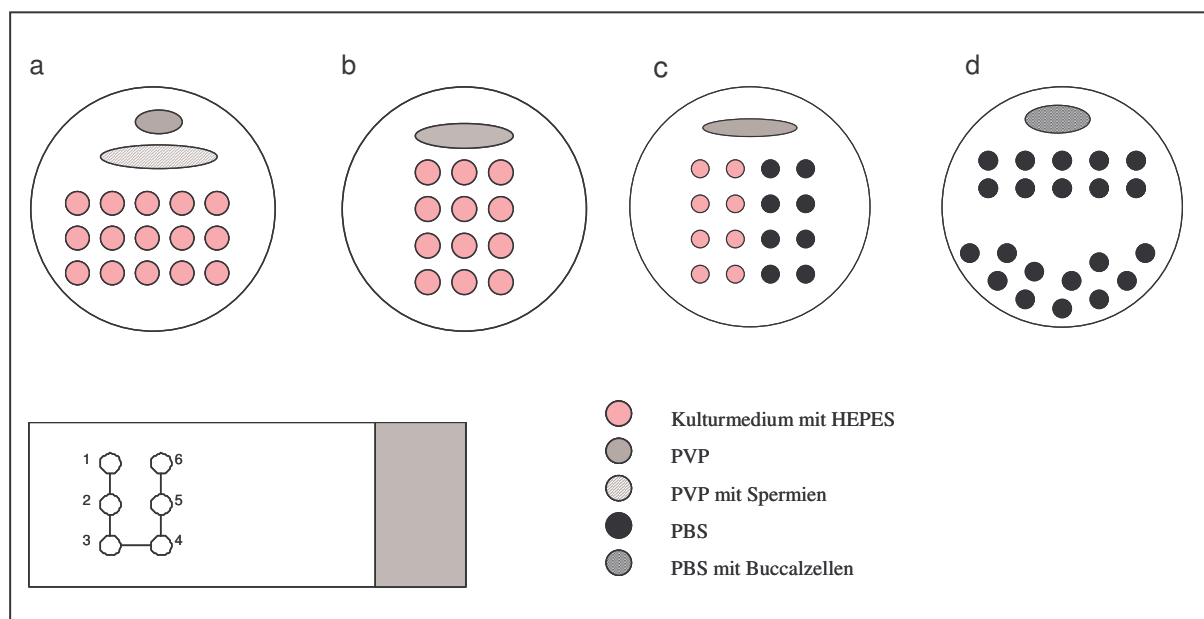 a
b
c
d
1 6
2 5
3 4
Kulturmedium mit HEPES
PVP
PVP mit Spermien
PBS
PBS mit Buccalzellen